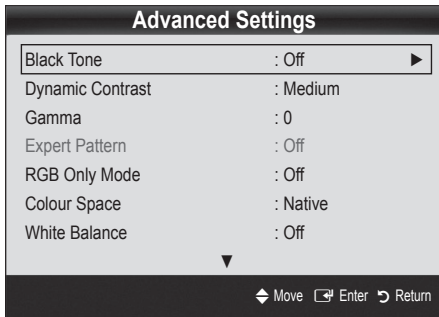 Advanced Settings
Black Tone : Off ►
Dynamic Contrast : Medium
Gamma : 0
Expert Pattern : Off
RGB Only Mode : Off
Colour Space : Native
White Balance : Off
▼
Move Enter Return